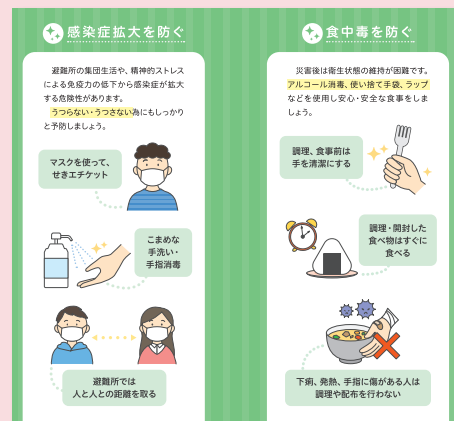 感染症拡大を防ぐ
避難所の集団生活や、精神的ストレス
による免疫力の低下から感染症が拡大
する危険性があります。
うつらない・うつさない為にもしっかり
と予防しましょう。
マスクを使って、
せきエチケット
こまめな
手洗い・
手指消毒
避難所では
人と人との距離を取る
食中毒を防ぐ
災害後は衛生状態の維持が困難です。
アルコール消毒、使い捨て手袋、ラップ
などを使用し安心・安全な食事をしま
しょう。
調理、食事前は
手を清潔にする
調理・開封した
食べ物はすぐに
食べる
下痢、発熱、手指に傷がある人は
調理や配布を行わない